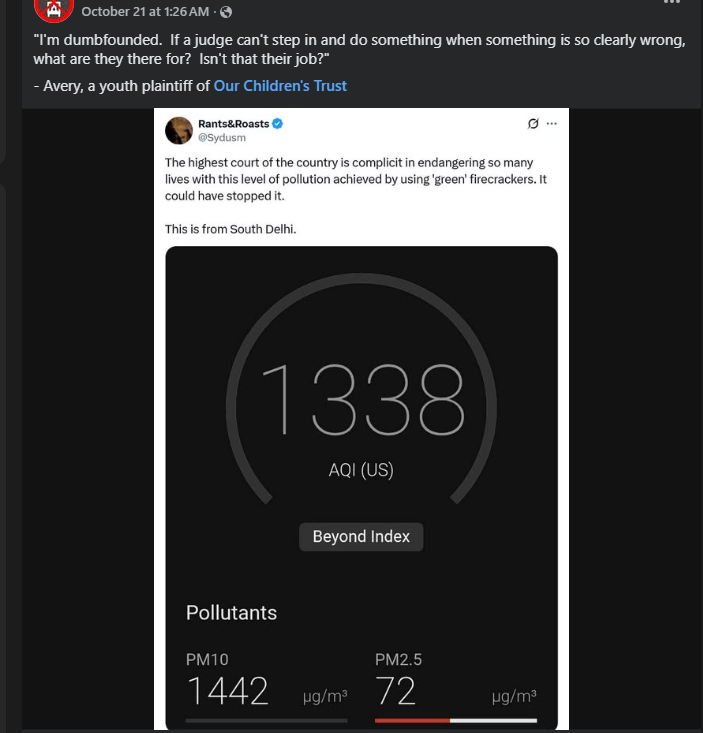 October 21 at 1:26 AM ·
"I'm dumbfounded.  If a judge can't step in and do something when something is so clearly wrong,
what are they there for?  Isn't that their job?"
- Avery, a youth plaintiff of Our Children's Trust
Rants&Roasts
@Sydusm
The highest court of the country is complicit in endangering so many
lives with this level of pollution achieved by using 'green' firecrackers. It
could have stopped it.
This is from South Delhi.
1338
AQI (US)
Beyond Index
Pollutants
PM10 PM2.5
1442 µg/m³ 72 µg/m³